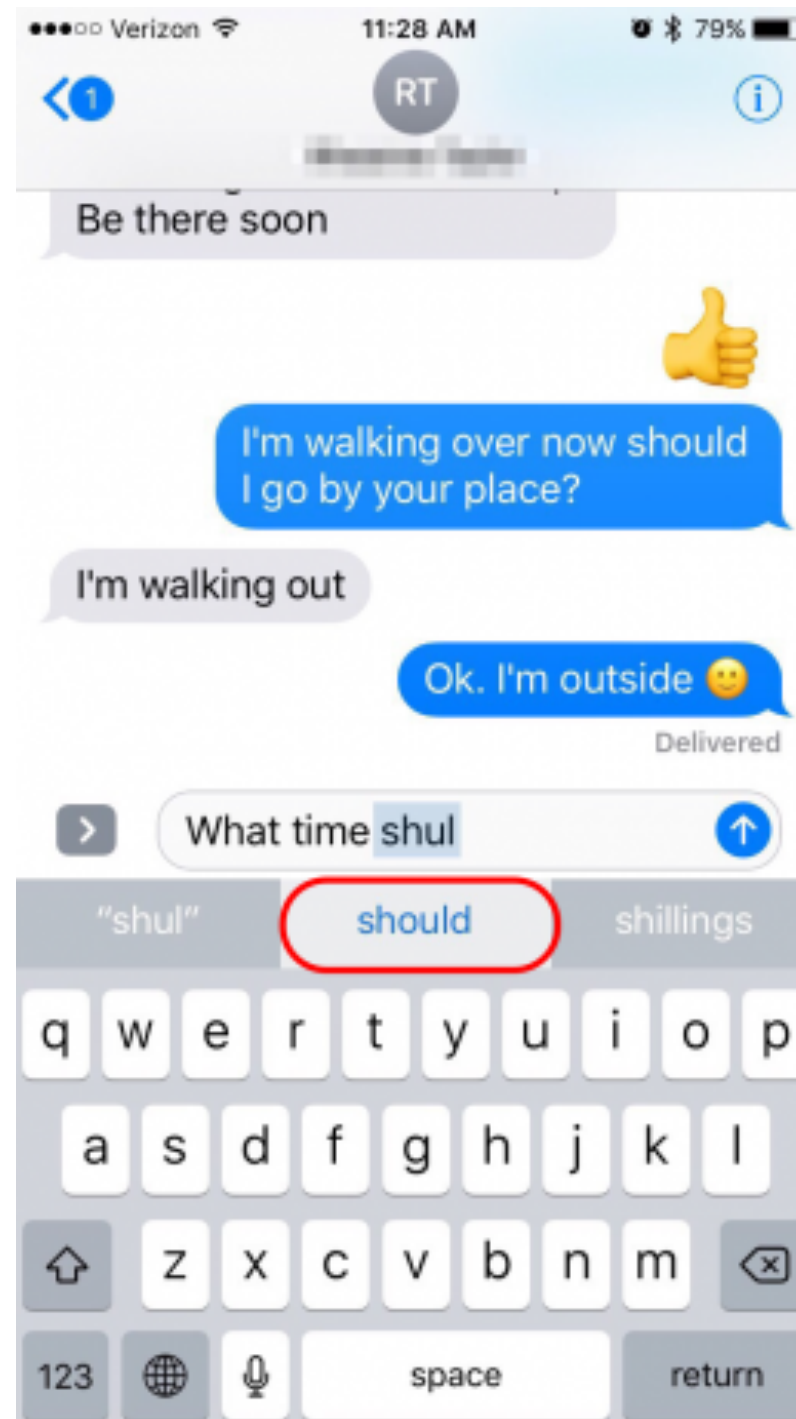 Verizon 11:28 AM 79%
1 RT i
Be there soon
I'm walking over now should
I go by your place?
I'm walking out
Ok. I'm outside 🙂
Delivered
What time shul
"shul" should shillings
q w e r t y u i o p
a s d f g h j k l
z x c v b n m
123 space return